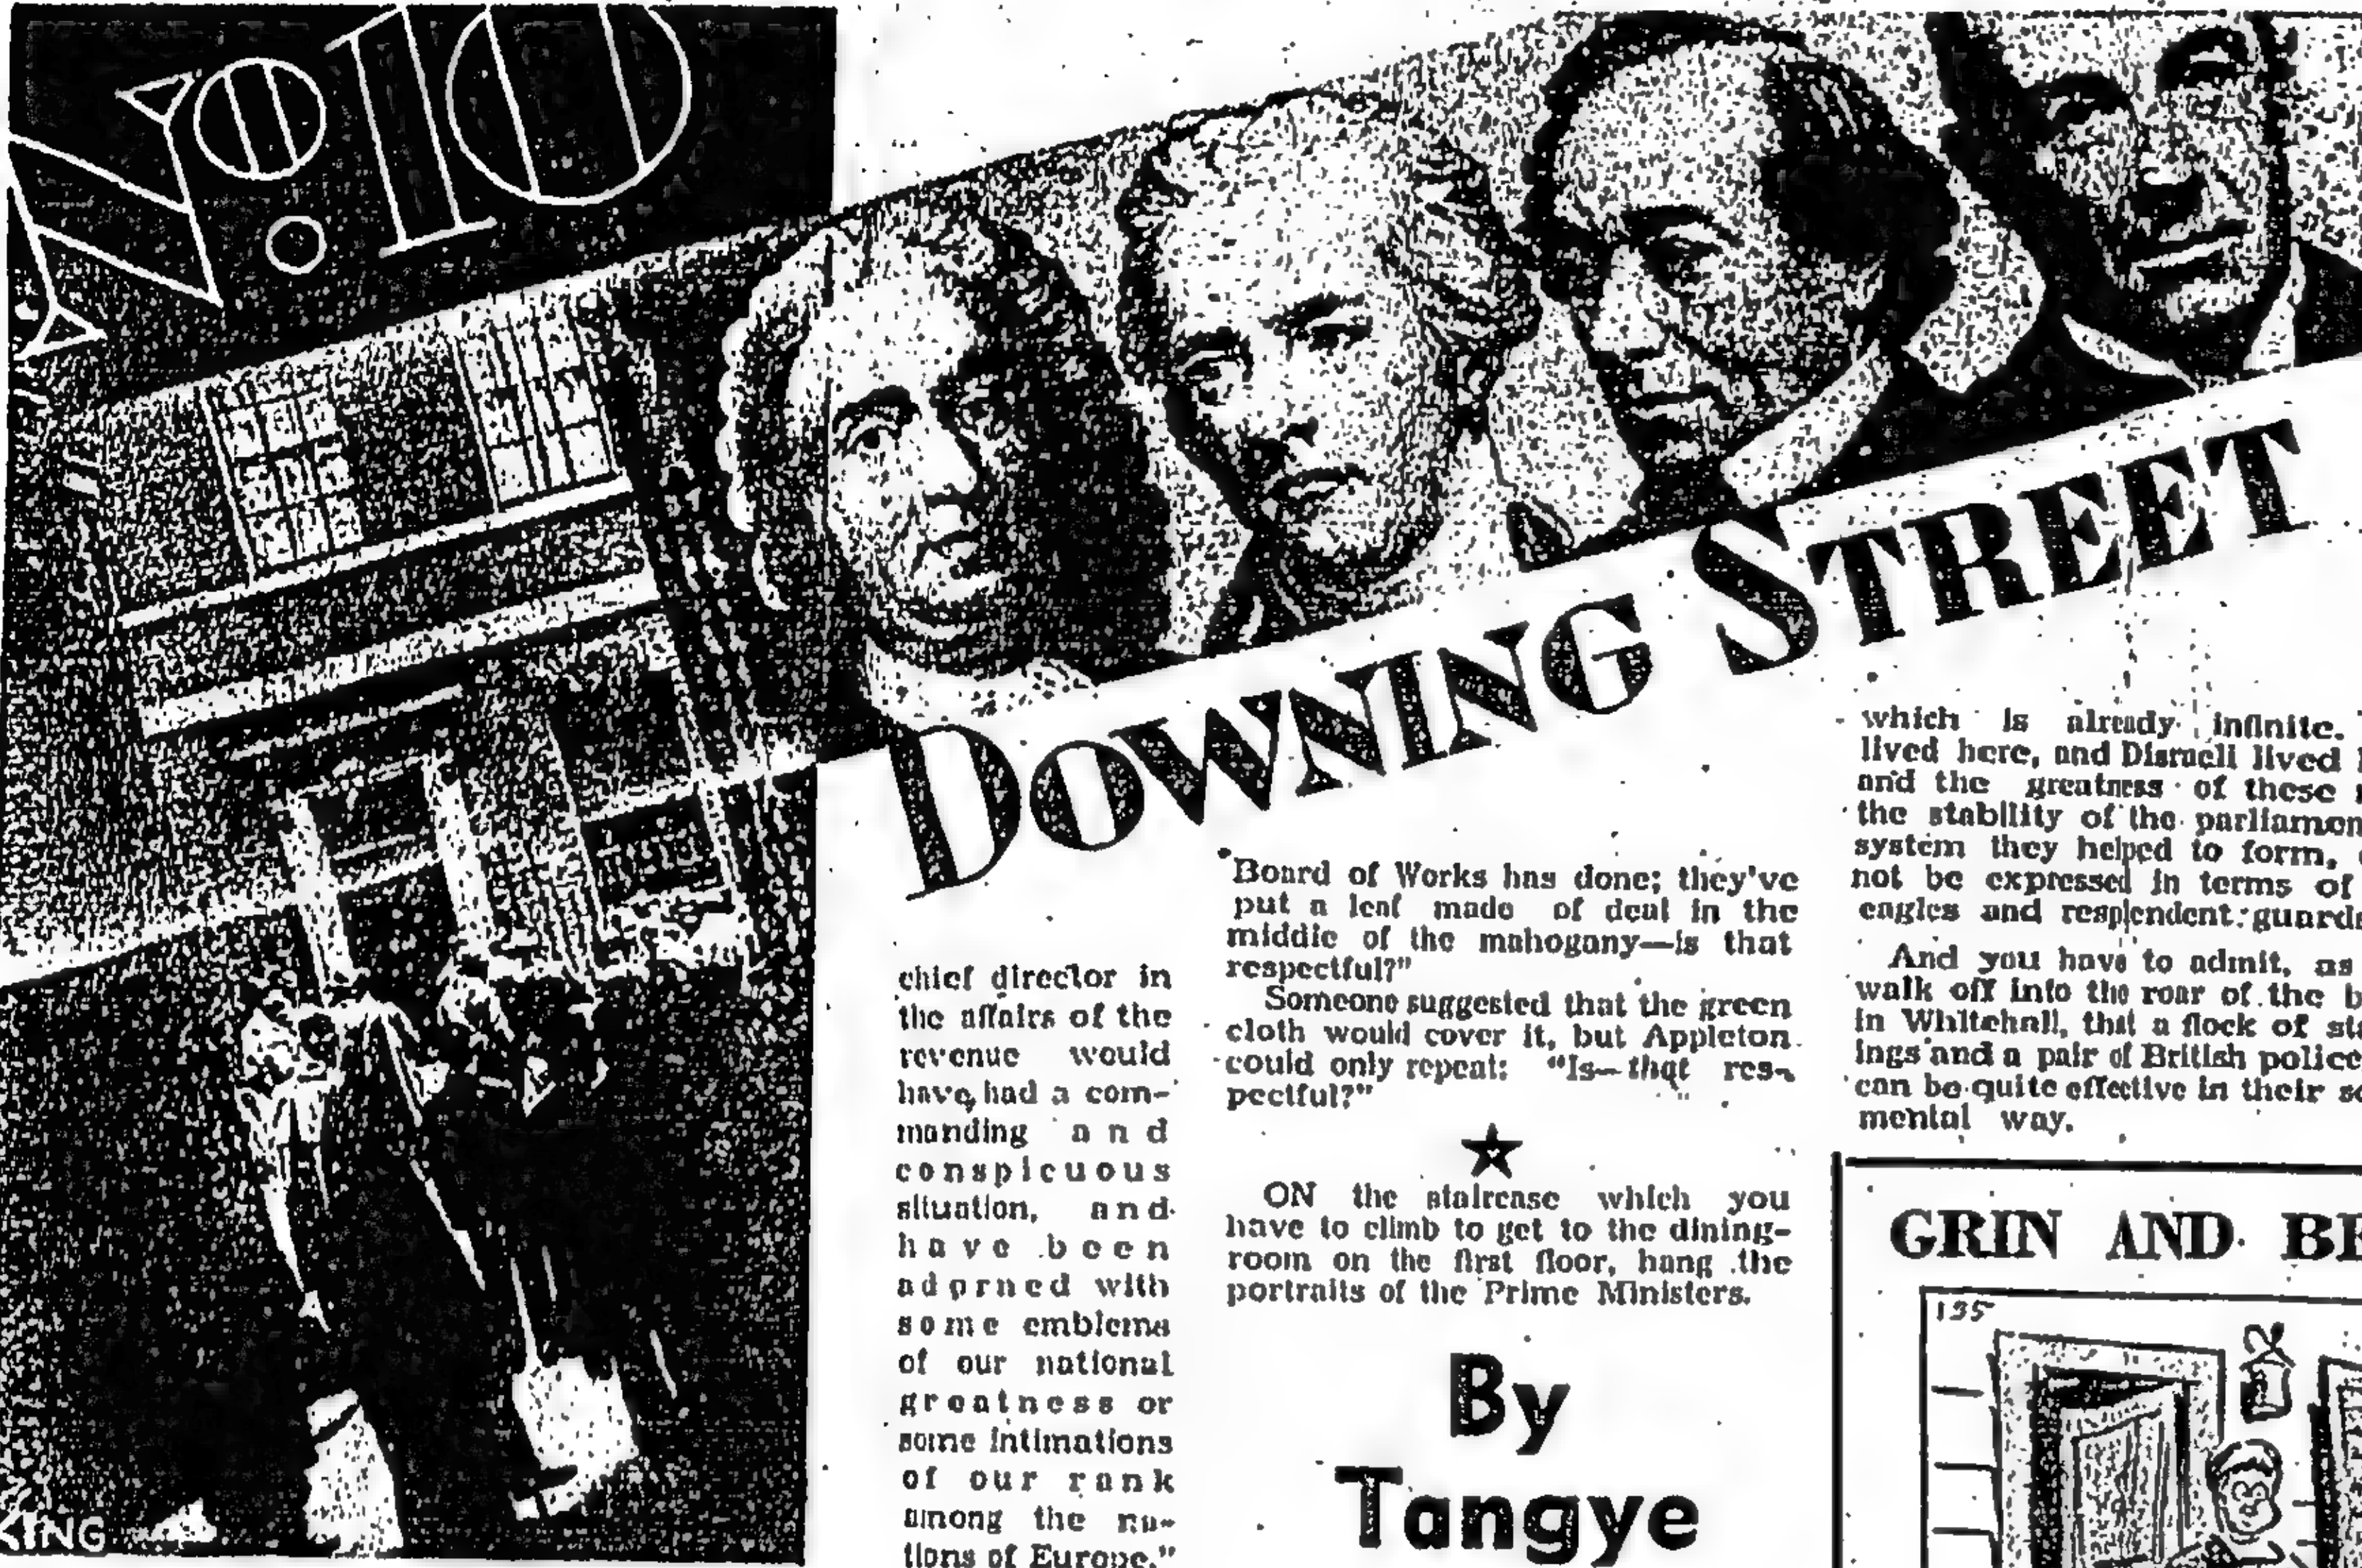 No. 10
DOWNING STREET
chief director in
the affairs of the
revenue would
have had a com-
manding and
conspicuous
situation, and
have been
adorned with
some emblems
of our national
greatness or
some intimations
of our rank
among the na-
tions of Europe."
Board of Works has done; they've
put a leaf made of deal in the
middle of the mahogany—is that
respectful?"
Someone suggested that the green
cloth would cover it, but Appleton
could only repeat: "Is—that res-
pectful?"
ON the staircase which you
have to climb to get to the dining-
room on the first floor, hang the
portraits of the Prime Ministers.
By
Tangye
which is already infinite.
lived here, and Disraeli lived
and the greatness of these
the stability of the parliamen
system they helped to form,
not be expressed in terms of
eagles and resplendent guards
And you have to admit, as
walk off into the roar of the b
in Whitehall, that a flock of sta
ings and a pair of British police
can be quite effective in their se
mental way.
GRIN AND BE
135
KING